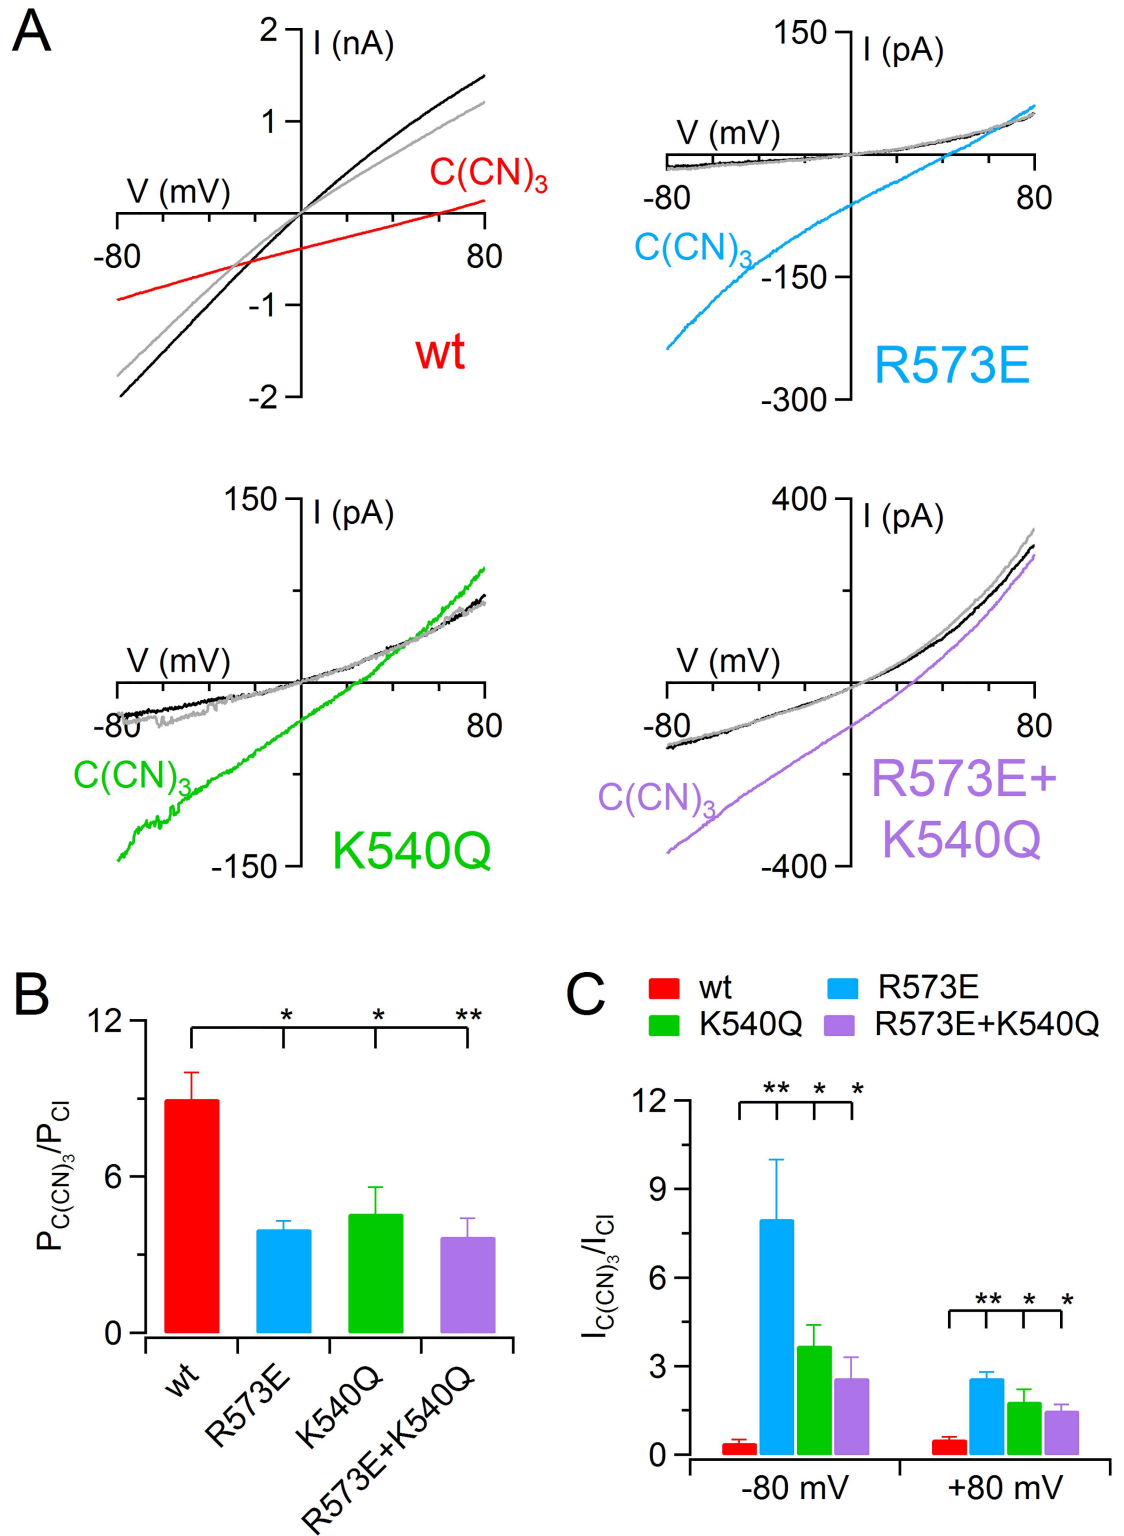 A
2
I (nA)
1
C(CN)3
V (mV)
-80
80
-1
wt
-2
150
I (pA)
V (mV)
-80
80
C(CN)3
-150
R573E
-300
150
I (pA)
V (mV)
-80
80
C(CN)3
K540Q
-150
400
I (pA)
V (mV)
-80
80
C(CN)3
R573E+
K540Q
-400
B
12
* * **
6
0
PC(CN)3/PCl
wt
R573E
K540Q
R573E+K540Q
C
wt R573E
K540Q R573E+K540Q
12
** * *
9
6
** * *
3
0
IC(CN)3/ICl
-80 mV +80 mV